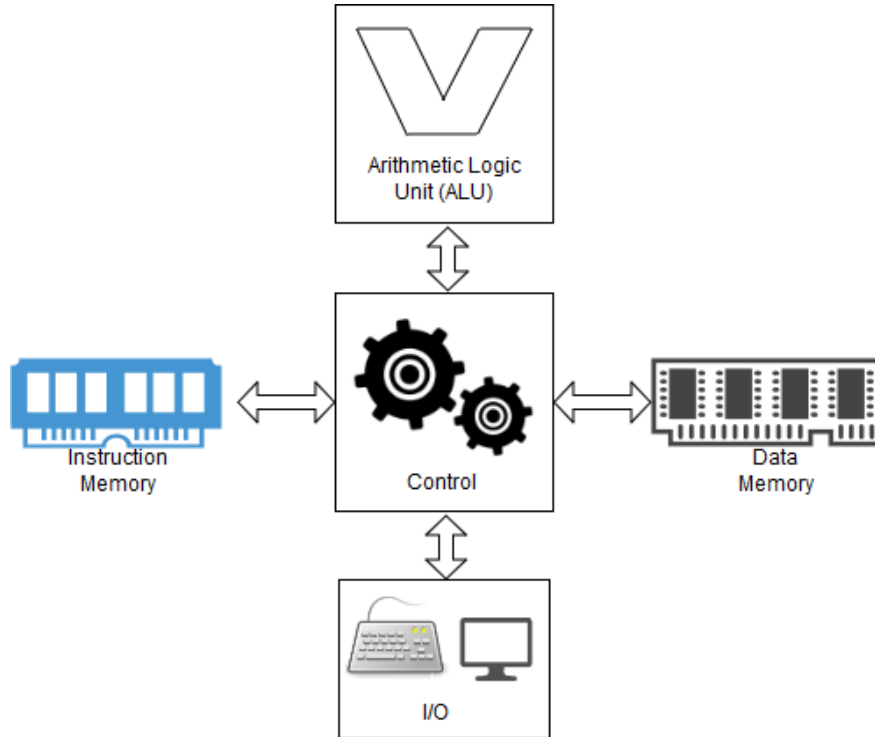 Arithmetic Logic
Unit (ALU)
Instruction
Memory
Control
Data
Memory
I/O